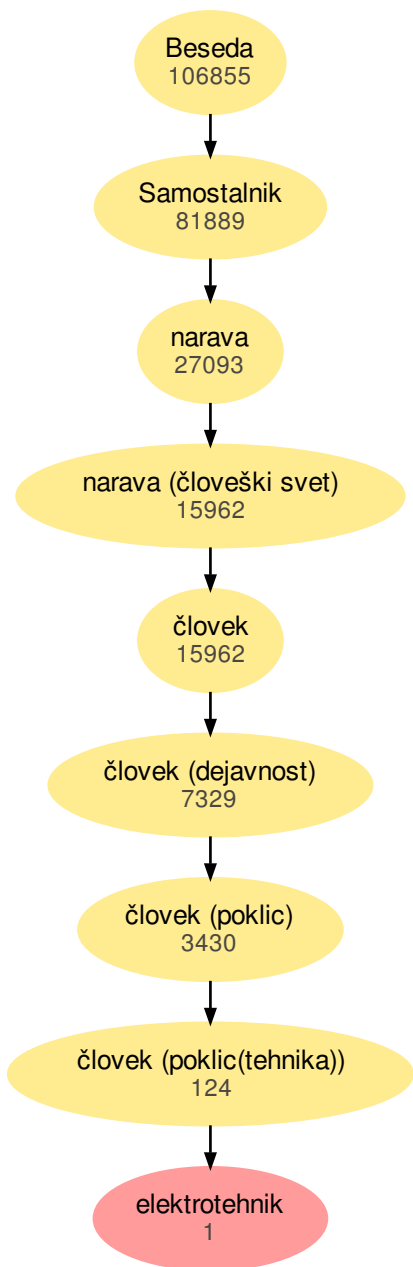 Beseda
106855
Samostalnik
81889
narava
27093
narava (človeški svet)
15962
človek
15962
človek (dejavnost)
7329
človek (poklic)
3430
človek (poklic(tehnika))
124
elektrotehnik
1